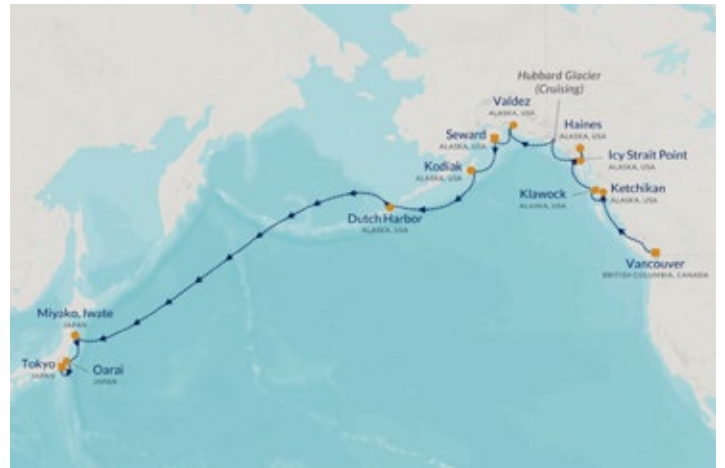 Hubbard Glacier
(Cruising)
Valdez
ALASKA, USA
Haines
ALASKA, USA
Seward
ALASKA, USA
Icy Strait Point
ALASKA, USA
Kodiak
ALASKA, USA
Klawock
ALASKA, USA
Ketchikan
ALASKA, USA
Dutch Harbor
ALASKA, USA
Vancouver
BRITISH COLUMBIA, CANADA
Miyako, Iwate
JAPAN
Tokyo
JAPAN
Oarai
JAPAN